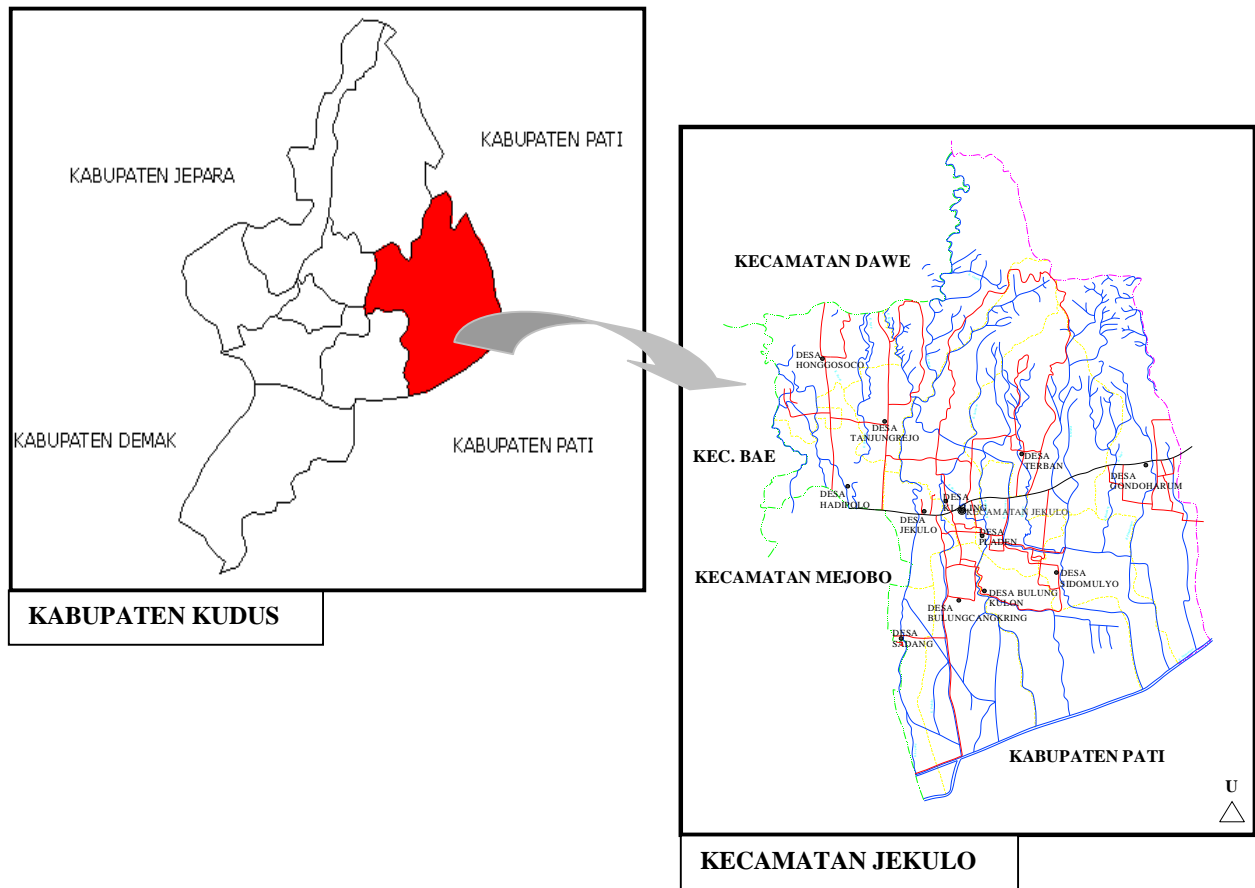 KABUPATEN PATI
KABUPATEN JEPARA
KABUPATEN DEMAK
KABUPATEN PATI
KABUPATEN KUDUS
KECAMATAN DAWE
DESA
HONGGOSOCO
DESA
TANJUNGREJO
KEC. BAE
DESA
TERBAN
DESA
GONDOHARUM
DESA
HADIPOLO
DESA
KECAMATAN JEKULO
DESA
JEKULO
DESA
PLADEN
KECAMATAN MEJOBO
DESA
SIDOMULYO
DESA BULUNG
KULON
DESA
BULUNGCANGKRING
DESA
SADANG
KABUPATEN PATI
U
KECAMATAN JEKULO